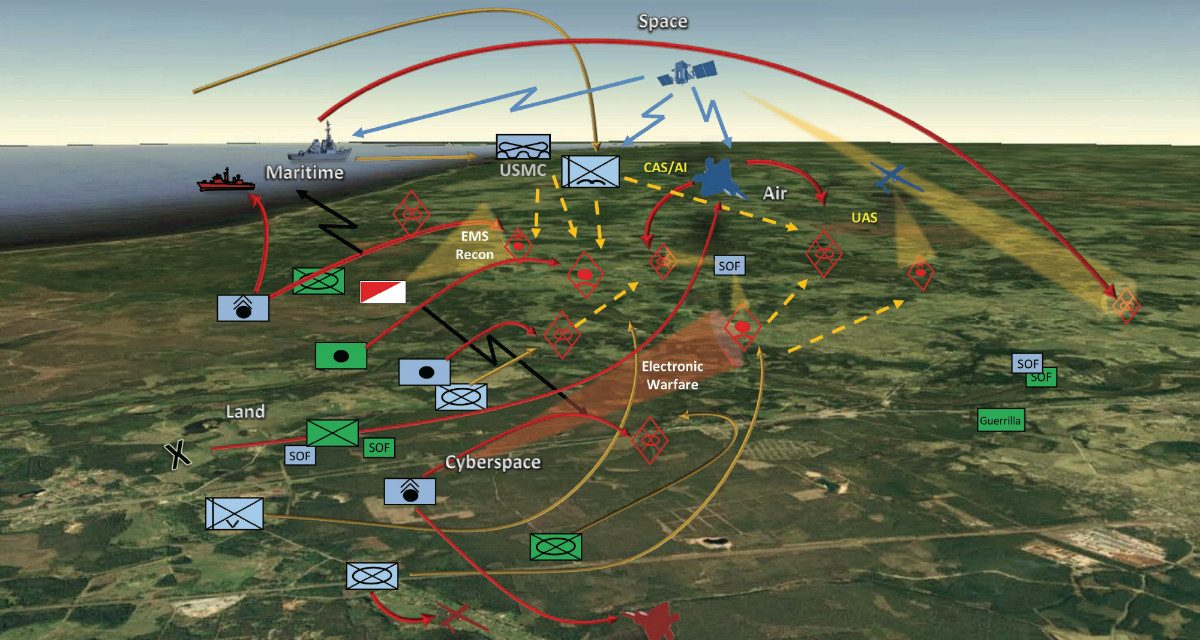 Space
Maritime
USMC
CAS/AI
Air
UAS
EMS
Recon
SOF
Electronic
Warfare
SOF
SOF
Land
Guerrilla
SOF
SOF
Cyberspace